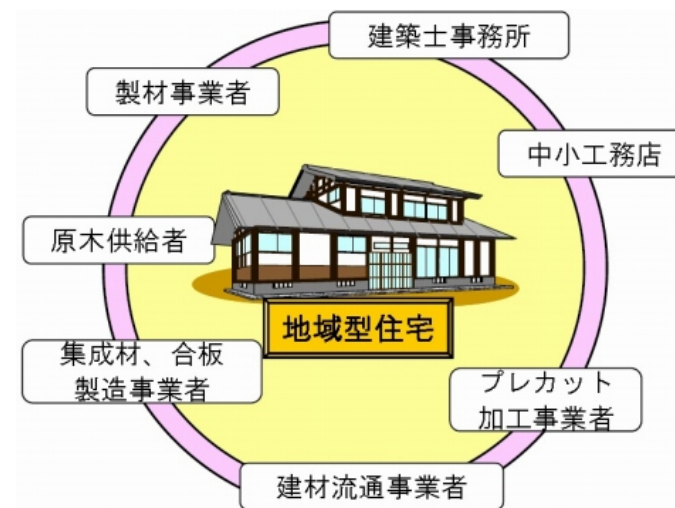 建築士事務所
製材事業者
中小工務店
原木供給者
地域型住宅
集成材、合板
製造事業者
プレカット
加工事業者
建材流通事業者